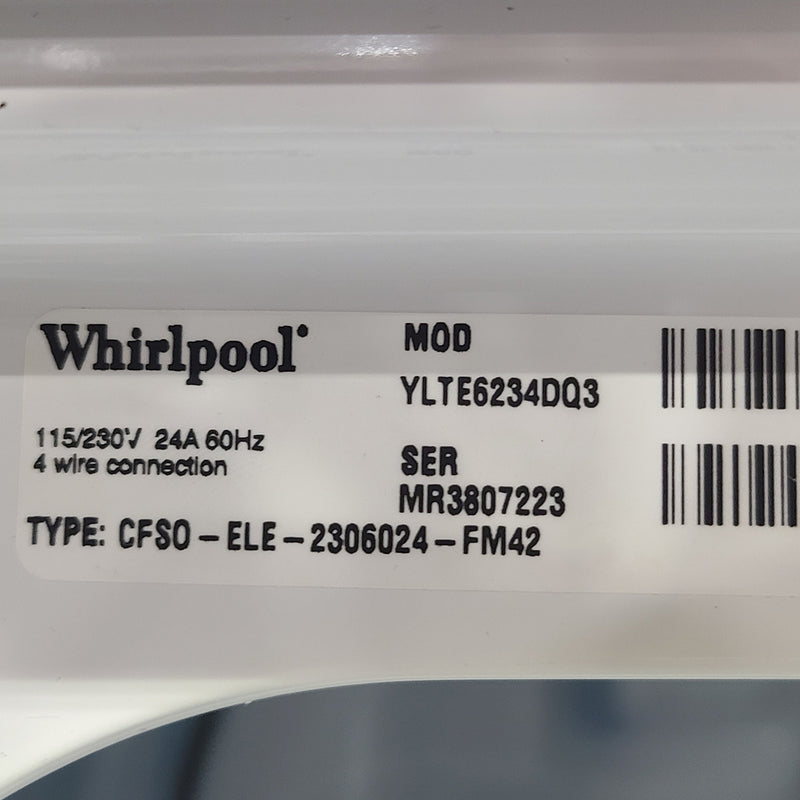 Whirlpool
115/230V 24A 60Hz
4 wire connection
MOD
YLTE6234DQ3
SER
MR3807223
TYPE: CFSO-ELE-2306024-FM42